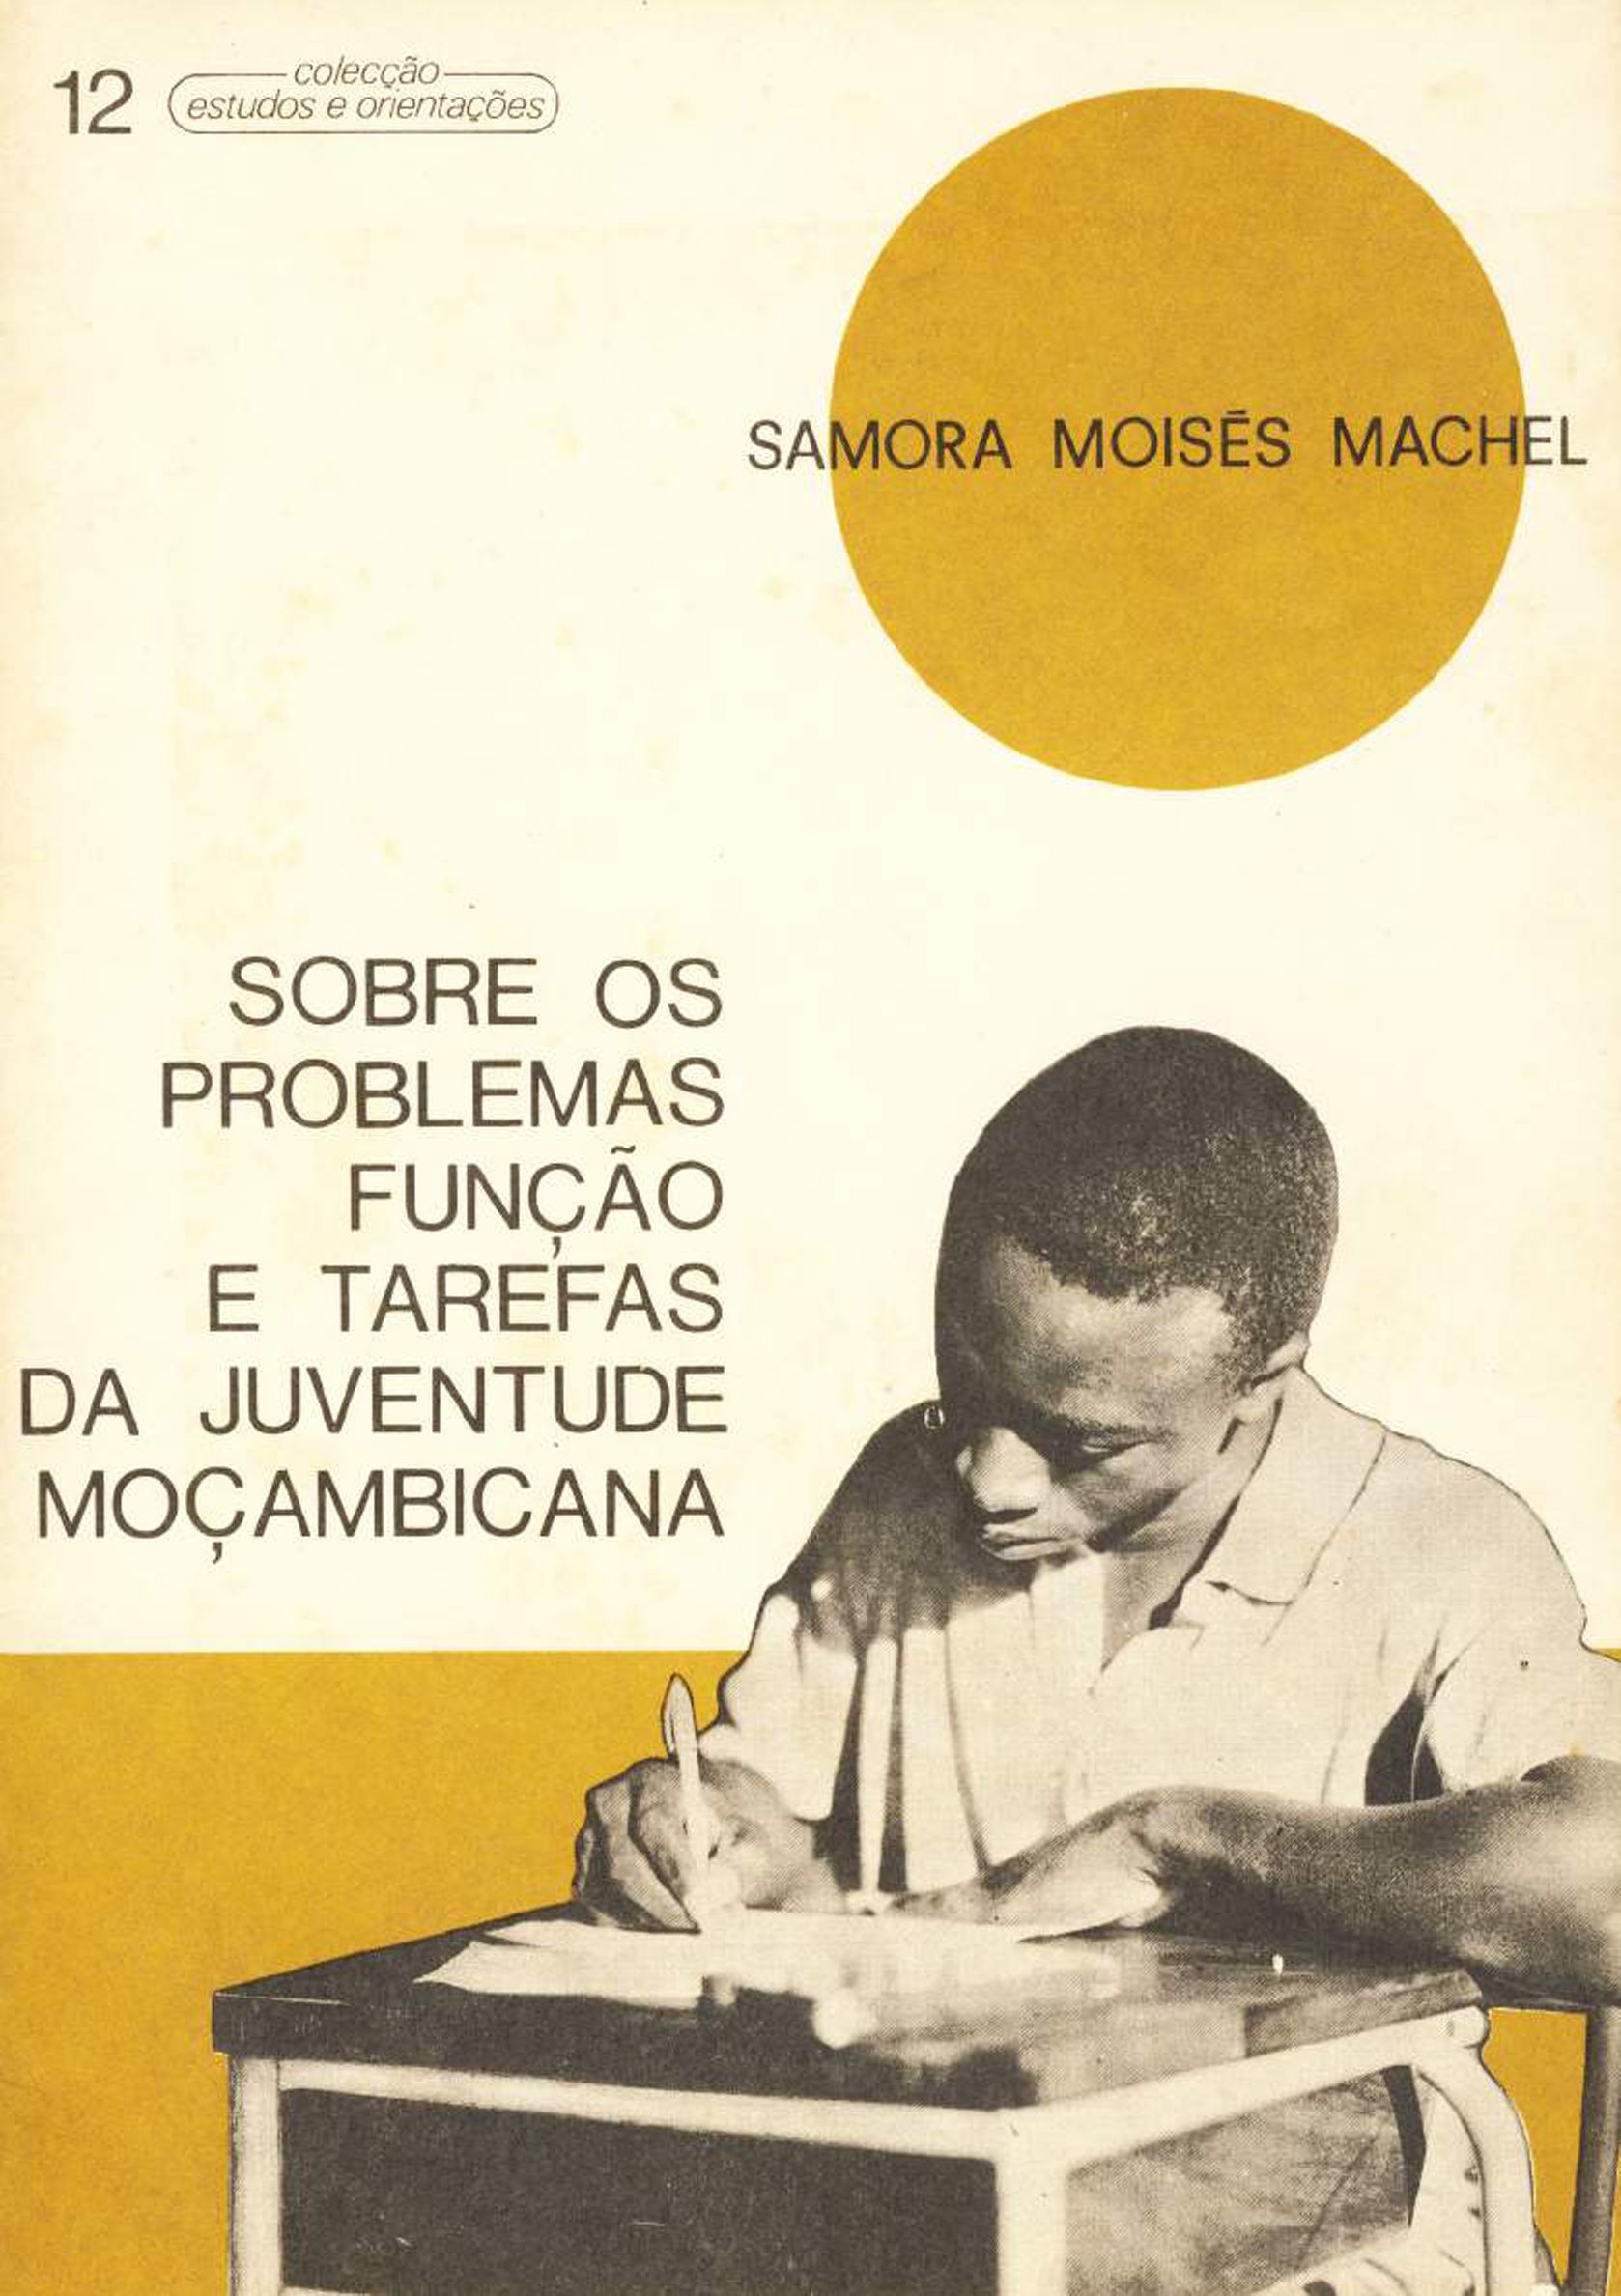 12
colecção
estudos e orientações
SAMORA MOISÉS MACHEL
SOBRE OS
PROBLEMAS
FUNÇÃO
E TAREFAS
DA JUVENTUDE
MOÇAMBICANA